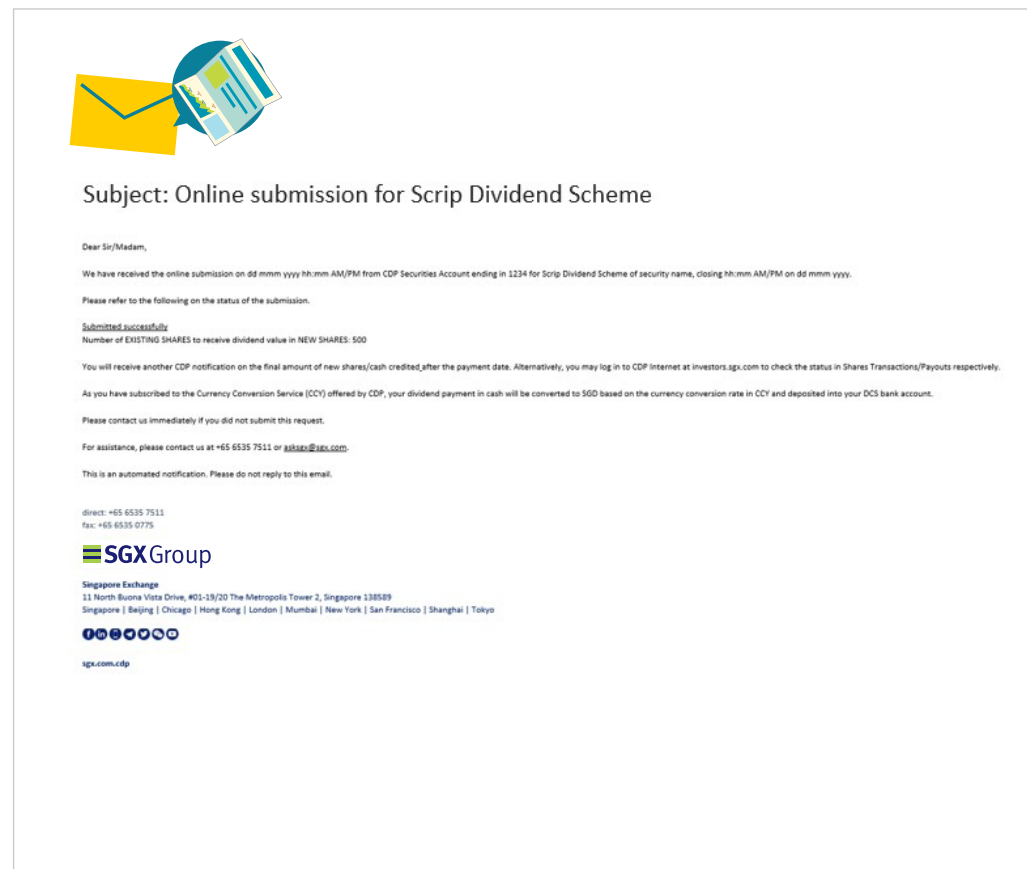 Subject: Online submission for Scrip Dividend Scheme
Dear Sir/Madam,
We have received the online submission on dd mmm yyyy hh:mm AM/PM from CDP Securities Account ending in 1234 for Scrip Dividend Scheme of security name, closing hh:mm AM/PM on dd mmm yyyy.
Please refer to the following on the status of the submission.
Submitted successfully
Number of EXISTING SHARES to receive dividend value in NEW SHARES: 500
You will receive another CDP notification on the final amount of new shares/cash credited after the payment date. Alternatively, you may log in to CDP Internet at investors.sgx.com to check the status in Shares Transactions/Payouts respectively.
As you have subscribed to the Currency Conversion Service (CCY) offered by CDP, your dividend payment in cash will be converted to SGD based on the currency conversion rate in CCY and deposited into your DCS bank account.
Please contact us immediately if you did not submit this request.
For assistance, please contact us at +65 6535 7511 or asksgx@sgx.com.
This is an automated notification. Please do not reply to this email.
direct: +65 6535 7511
fax: +65 6535 0775
SGXGroup
Singapore Exchange
11 North Buona Vista Drive, #01-19/20 The Metropolis Tower 2, Singapore 138589
Singapore | Beijing | Chicago | Hong Kong | London | Mumbai | New York | San Francisco | Shanghai | Tokyo
sgx.com.cdp